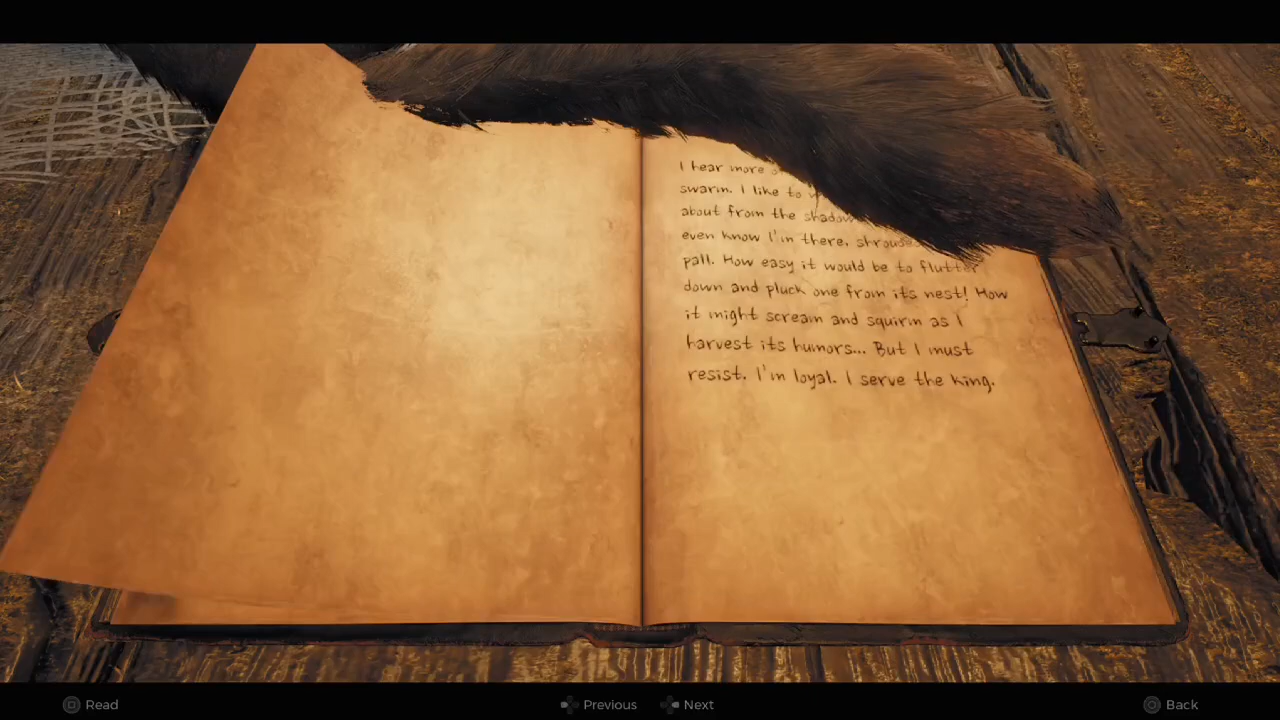 I hear more
swarm. I like to
about from the shadow
even know I'm there, shrouded
pall. How easy it would be to flutter
down and pluck one from its nest! How
it might scream and squirm as I
harvest its humors... But I must
resist. I'm loyal. I serve the king.
Read Previous Next Back